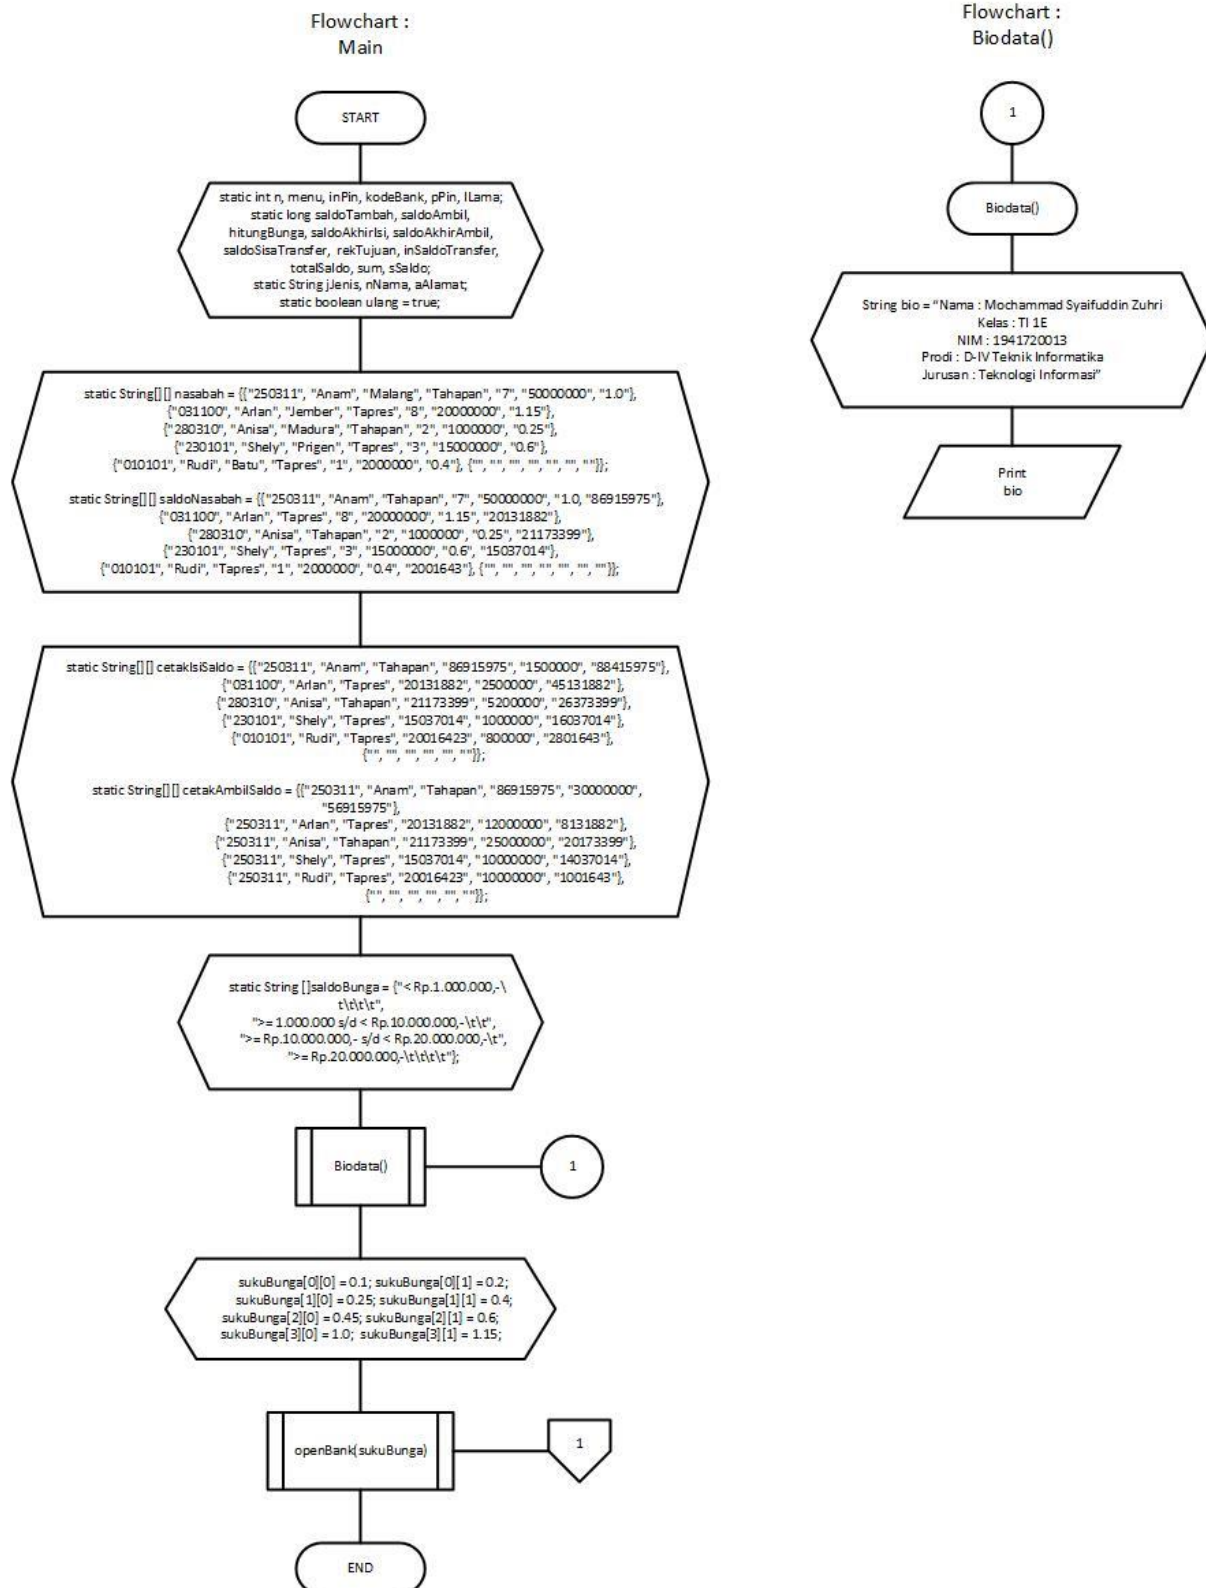 Flowchart :
Main
START
static int n, menu, inPin, kodeBank, pPin, lLama;
static long saldoTambah, saldoAmbil,
hitungBunga, saldoAkhirIsi, saldoAkhirAmbil,
saldoSisaTransfer, rekTujuan, inSaldoTransfer,
totalSaldo, sum, sSaldo;
static String jJenis, nNama, aAlamat;
static boolean ulang = true;
static String[][] nasabah = {{"250311", "Anam", "Malang", "Tahapan", "7", "50000000", "1.0"},
{"031100", "Arlan", "Jember", "Tapres", "8", "20000000", "1.15"},
{"280310", "Anisa", "Madura", "Tahapan", "2", "1000000", "0.25"},
{"230101", "Shely", "Prigen", "Tapres", "3", "15000000", "0.6"},
{"010101", "Rudi", "Batu", "Tapres", "1", "2000000", "0.4"}, {"", "", "", "", "", "", ""}};
static String[][] saldoNasabah = {{"250311", "Anam", "Tahapan", "7", "50000000", "1.0, "86915975"},
{"031100", "Arlan", "Tapres", "8", "20000000", "1.15", "20131882"},
{"280310", "Anisa", "Tahapan", "2", "1000000", "0.25", "21173399"},
{"230101", "Shely", "Tapres", "3", "15000000", "0.6", "15037014"},
{"010101", "Rudi", "Tapres", "1", "2000000", "0.4", "2001643"}, {"", "", "", "", "", "", ""}};
static String[][] cetakIsiSaldo = {{"250311", "Anam", "Tahapan", "86915975", "1500000", "88415975"},
{"031100", "Arlan", "Tapres", "20131882", "2500000", "45131882"},
{"280310", "Anisa", "Tahapan", "21173399", "5200000", "26373399"},
{"230101", "Shely", "Tapres", "15037014", "1000000", "16037014"},
{"010101", "Rudi", "Tapres", "20016423", "800000", "2801643"},
{"", "", "", "", "", ""}};
static String[][] cetakAmbilSaldo = {{"250311", "Anam", "Tahapan", "86915975", "30000000",
"56915975"},
{"250311", "Arlan", "Tapres", "20131882", "12000000", "8131882"},
{"250311", "Anisa", "Tahapan", "21173399", "25000000", "20173399"},
{"250311", "Shely", "Tapres", "15037014", "10000000", "14037014"},
{"250311", "Rudi", "Tapres", "20016423", "10000000", "1001643"},
{"", "", "", "", "", ""}};
static String []saldoBunga = {"< Rp.1.000.000,-\
t\t\t\t",
">= 1.000.000 s/d < Rp.10.000.000,-\t\t",
">= Rp.10.000.000,- s/d < Rp.20.000.000,-\t",
">= Rp.20.000.000,-\t\t\t\t"};
Biodata()
1
sukuBunga[0][0] = 0.1; sukuBunga[0][1] = 0.2;
sukuBunga[1][0] = 0.25; sukuBunga[1][1] = 0.4;
sukuBunga[2][0] = 0.45; sukuBunga[2][1] = 0.6;
sukuBunga[3][0] = 1.0; sukuBunga[3][1] = 1.15;
openBank(sukuBunga)
1
END
Flowchart :
Biodata()
1
Biodata()
String bio = “Nama : Mochammad Syaifuddin Zuhri
Kelas : TI 1E
NIM : 1941720013
Prodi : D-IV Teknik Informatika
Jurusan : Teknologi Informasi”
Print
bio